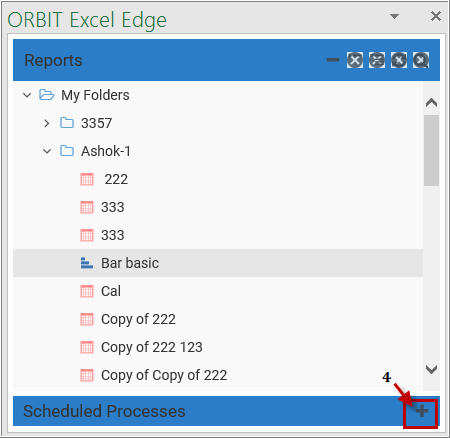 ORBIT Excel Edge
Reports
My Folders
3357
Ashok-1
222
333
333
Bar basic
Cal
Copy of 222
Copy of 222 123
Copy of Copy of 222
4
Scheduled Processes